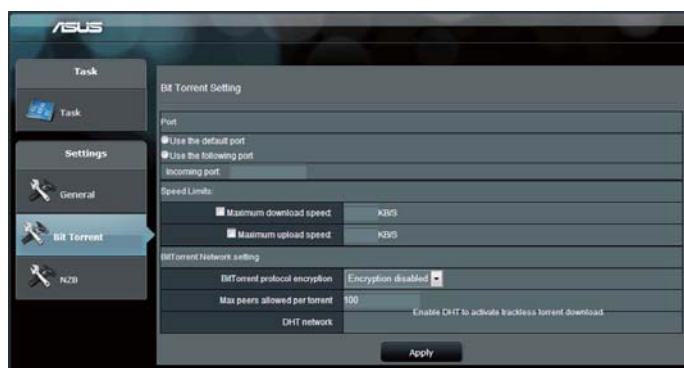 ASUS
Task
Task
Settings
General
Bit Torrent
NZB
Bit Torrent Setting
Port
Use the default port
Use the following port
Incoming port:
Speed Limits:
Maximum download speed: KB/S
Maximum upload speed: KB/S
BitTorrent Network setting
BitTorrent protocol encryption Encryption disabled
Max peers allowed per torrent 100
DHT network Enable DHT to activate trackless torrent download.
Apply